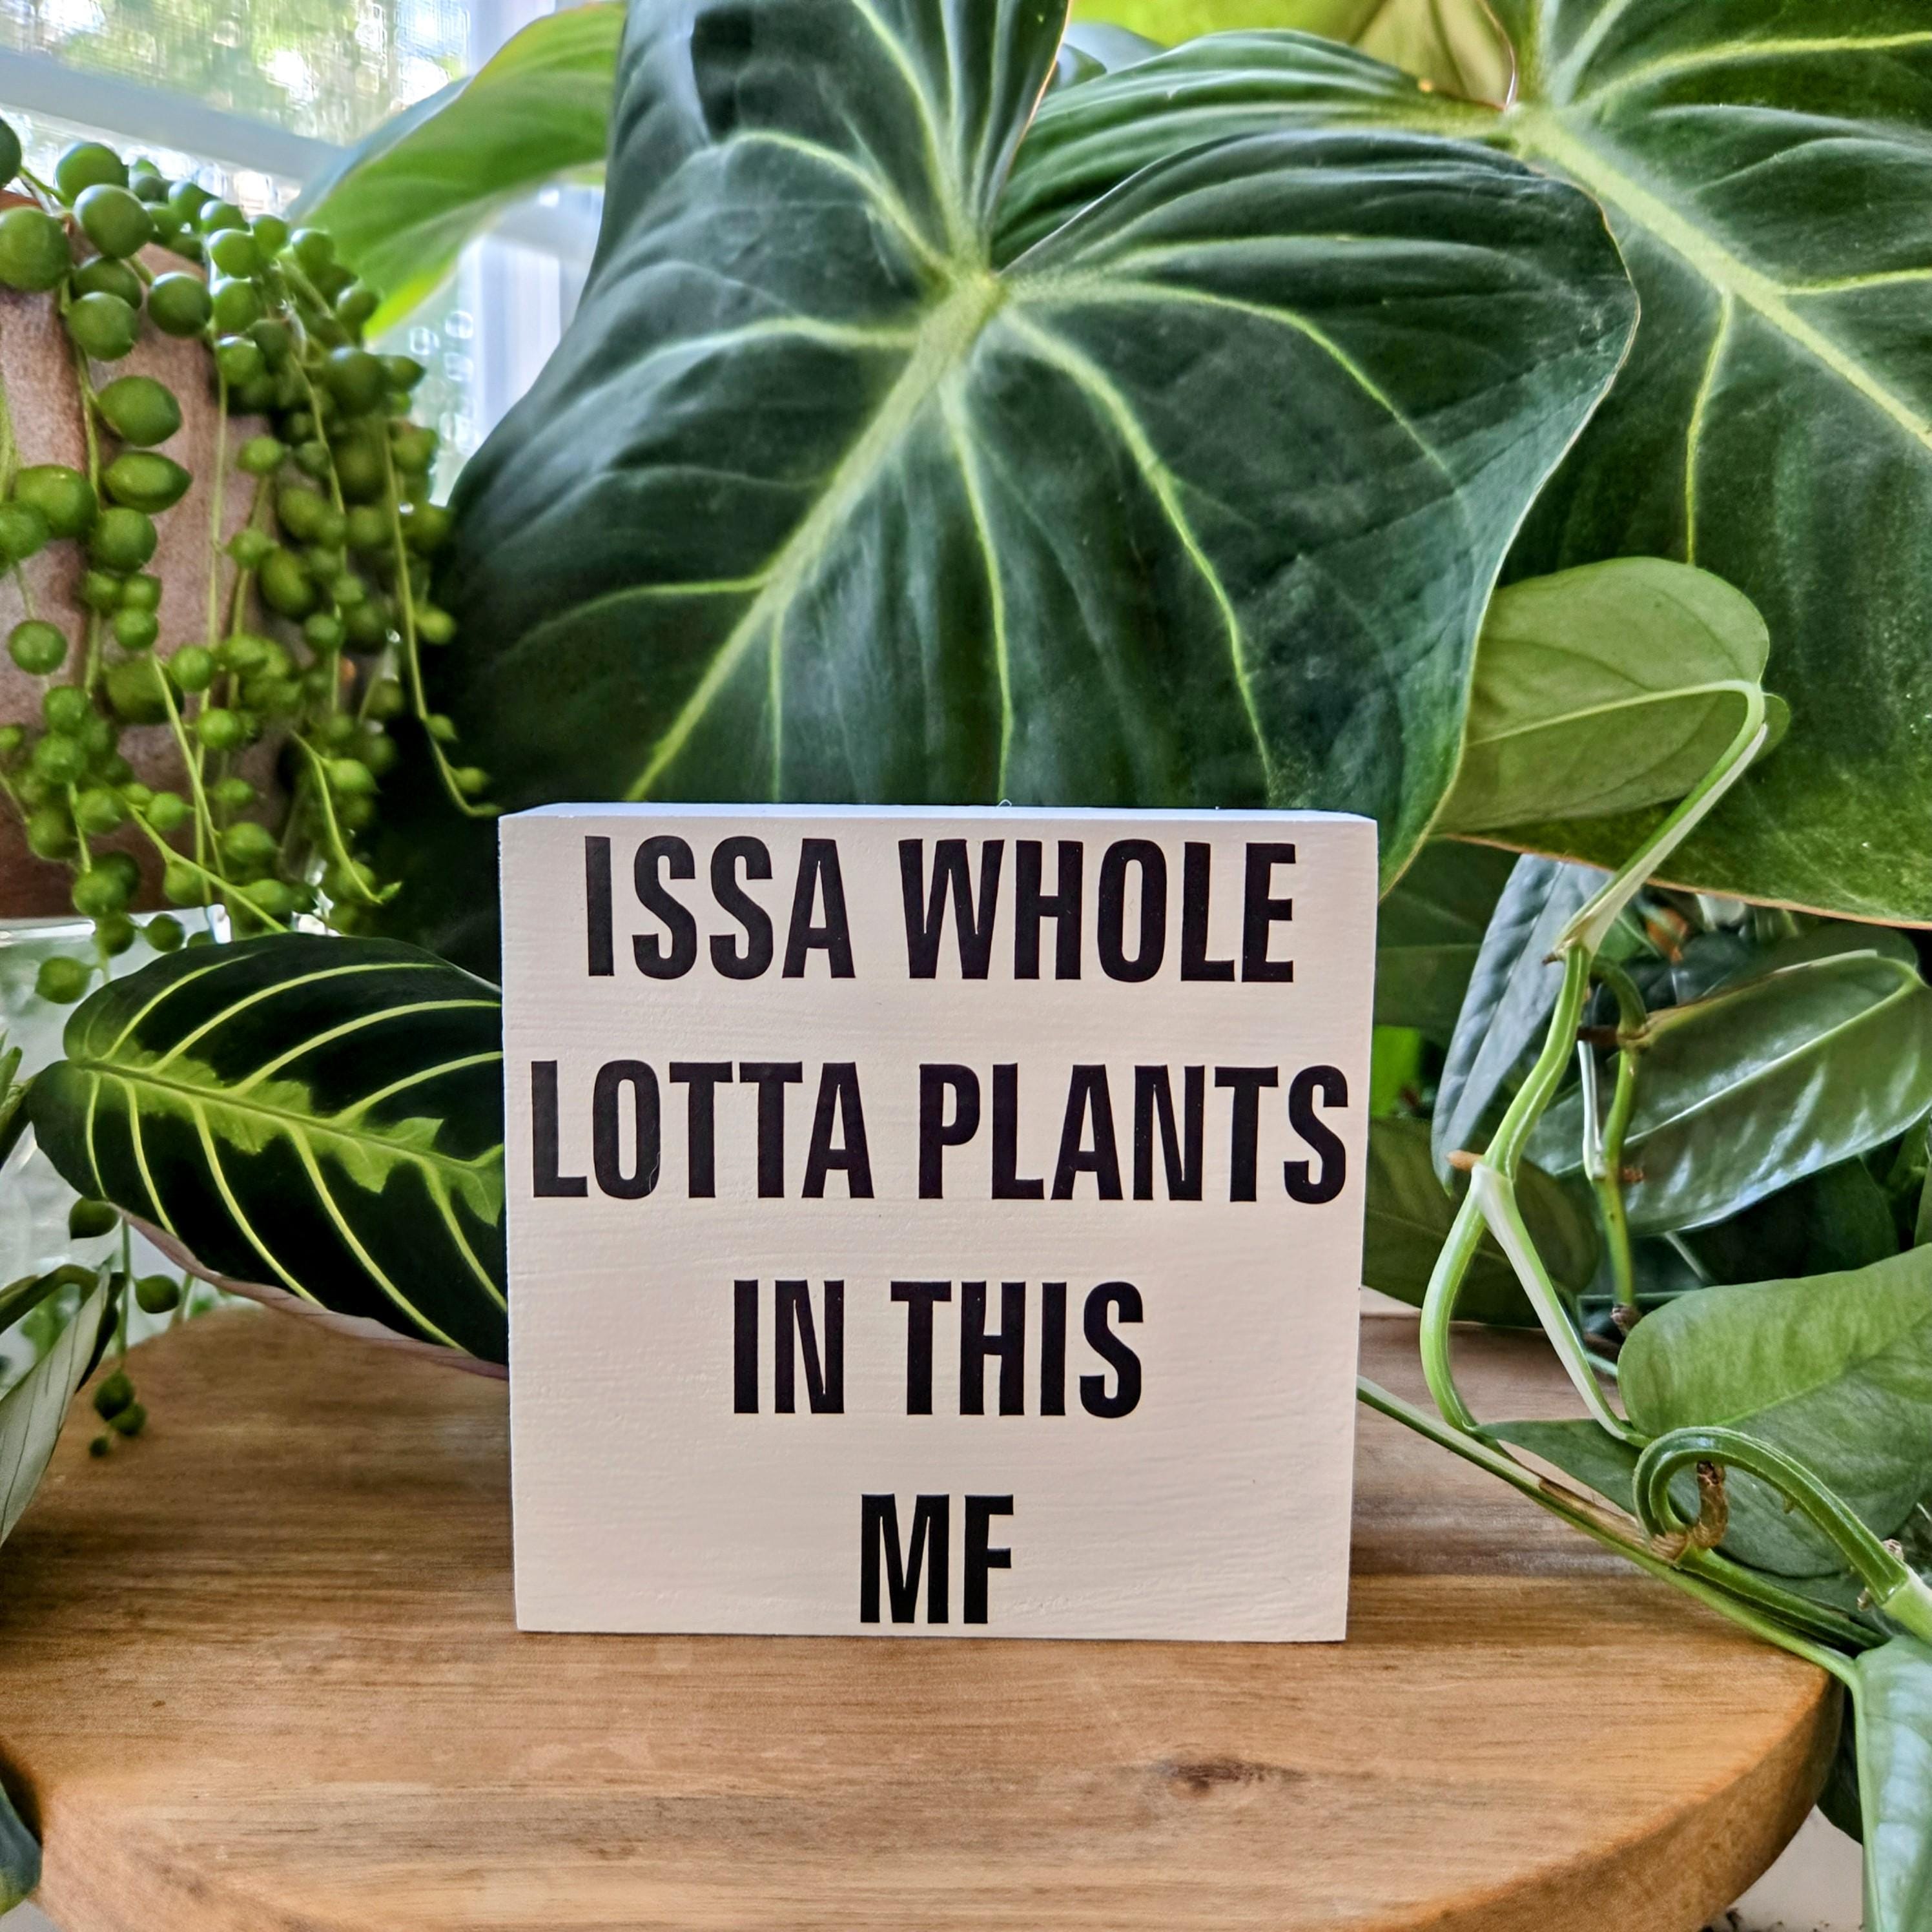 ISSA WHOLE
LOTTA PLANTS
IN THIS
MF